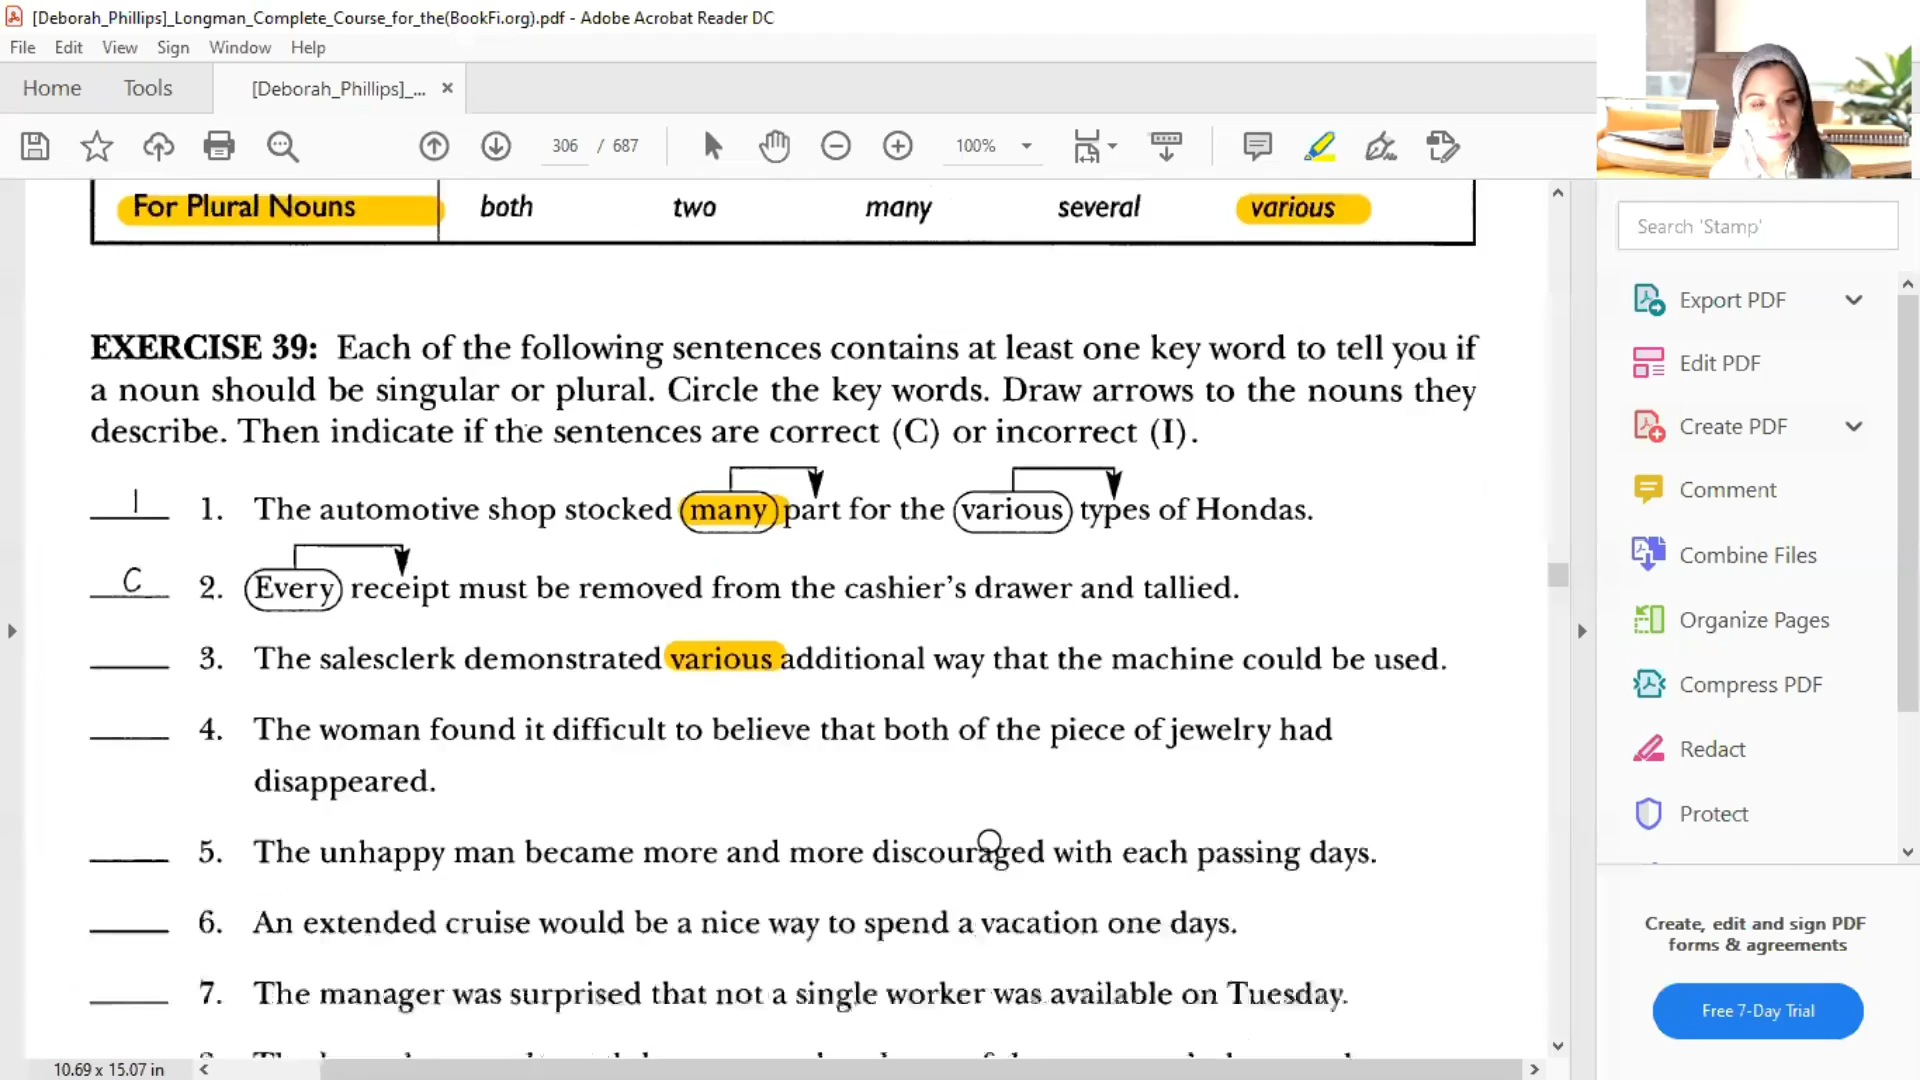 [Deborah_Phillips]_Longman_Complete_Course_for_the(BookFi.org).pdf - Adobe Acrobat Reader DC
File Edit View Sign Window Help
Home Tools [Deborah_Phillips]_... ×
306 / 687 100%
For Plural Nouns both two many several various
EXERCISE 39: Each of the following sentences contains at least one key word to tell you if
a noun should be singular or plural. Circle the key words. Draw arrows to the nouns they
describe. Then indicate if the sentences are correct (C) or incorrect (I).
I 1. The automotive shop stocked many part for the various types of Hondas.
C 2. Every receipt must be removed from the cashier's drawer and tallied.
3. The salesclerk demonstrated various additional way that the machine could be used.
4. The woman found it difficult to believe that both of the piece of jewelry had
disappeared.
5. The unhappy man became more and more discouraged with each passing days.
6. An extended cruise would be a nice way to spend a vacation one days.
7. The manager was surprised that not a single worker was available on Tuesday.
10.69 x 15.07 in
Search 'Stamp'
Export PDF
Edit PDF
Create PDF
Comment
Combine Files
Organize Pages
Compress PDF
Redact
Protect
Create, edit and sign PDF
forms & agreements
Free 7-Day Trial